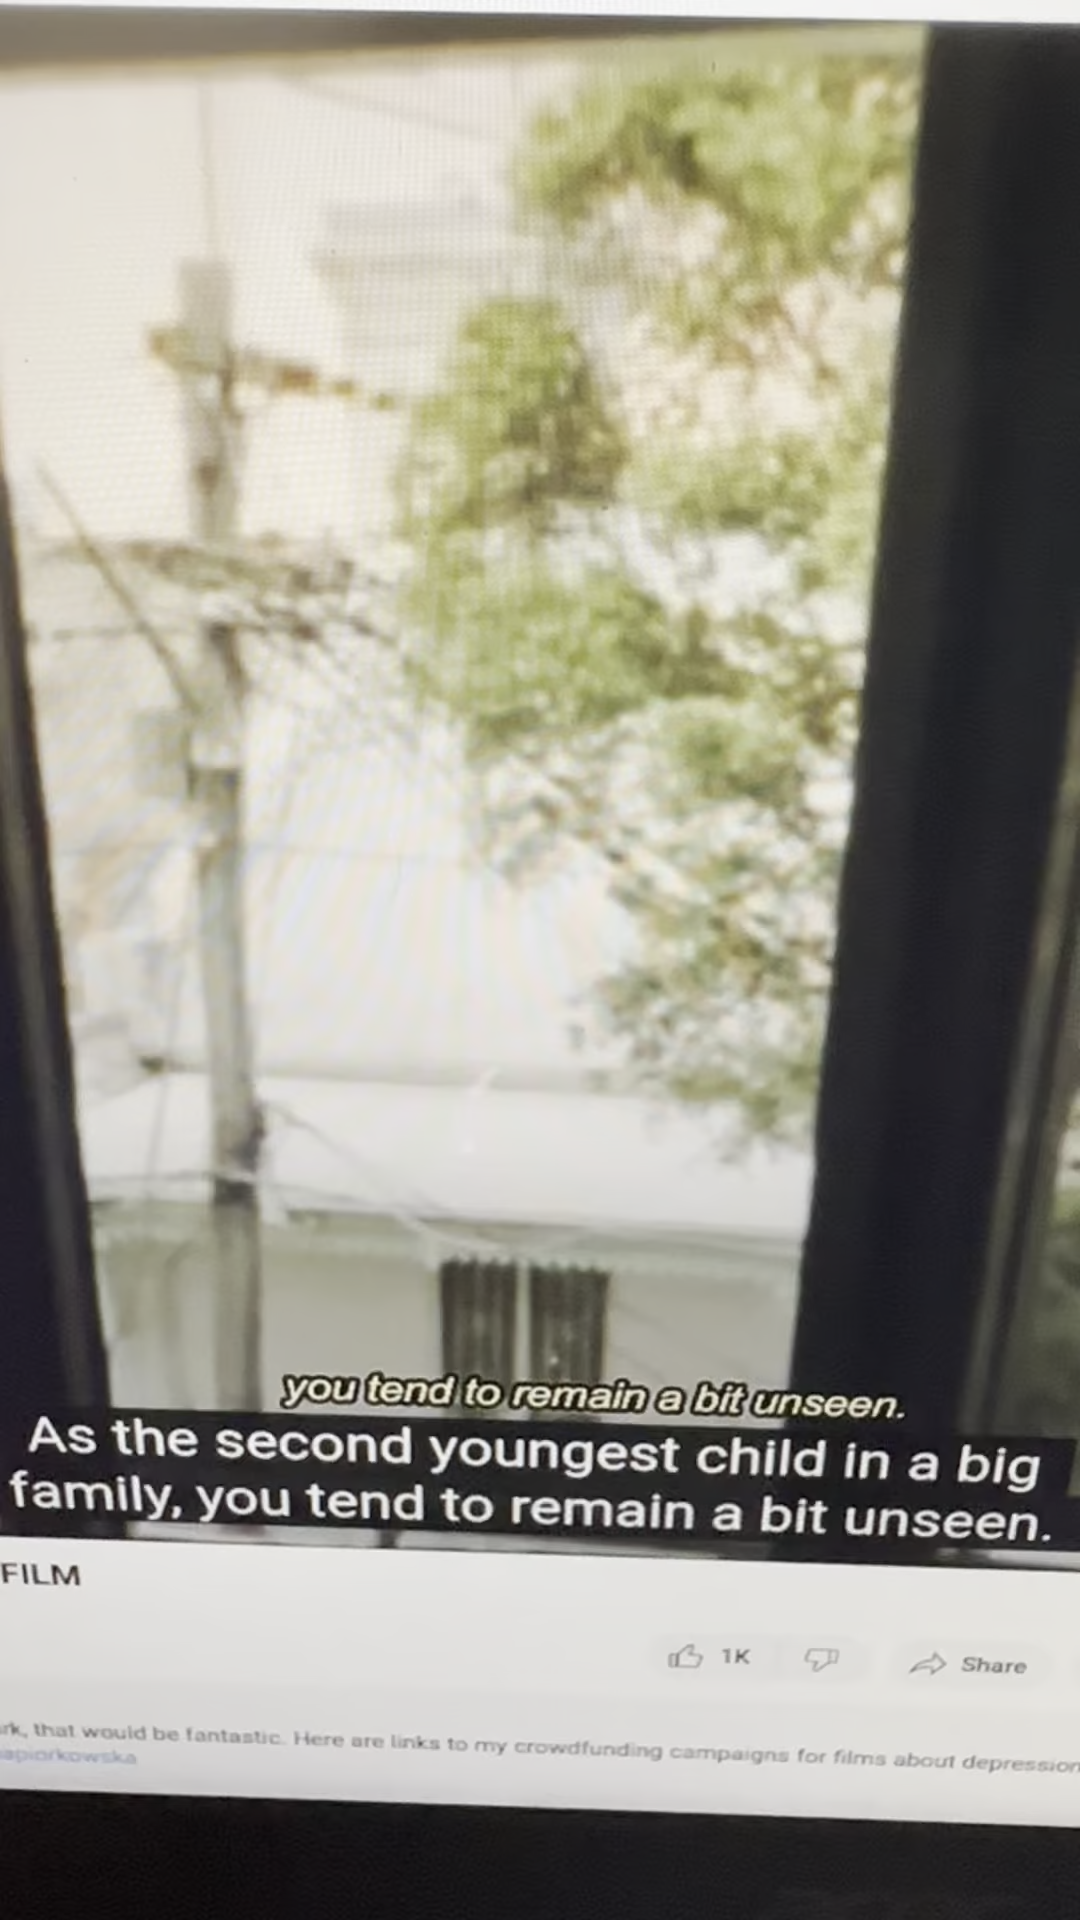 you tend to remain a bit unseen.
As the second youngest child in a big
family, you tend to remain a bit unseen.
FILM
1K Share
rk, that would be fantastic. Here are links to my crowdfunding campaigns for films about depression
apiorkowska